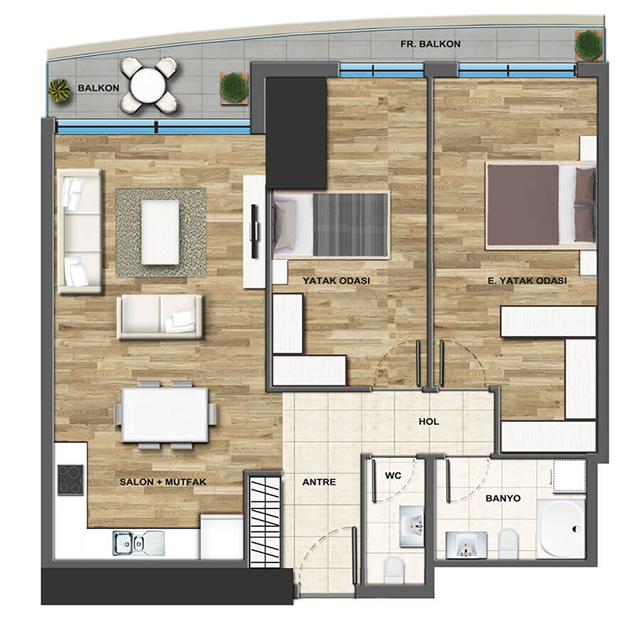 FR. BALKON
BALKON
YATAK ODASI
E. YATAK ODASI
HOL
SALON + MUTFAK
ANTRE
WC
BANYO